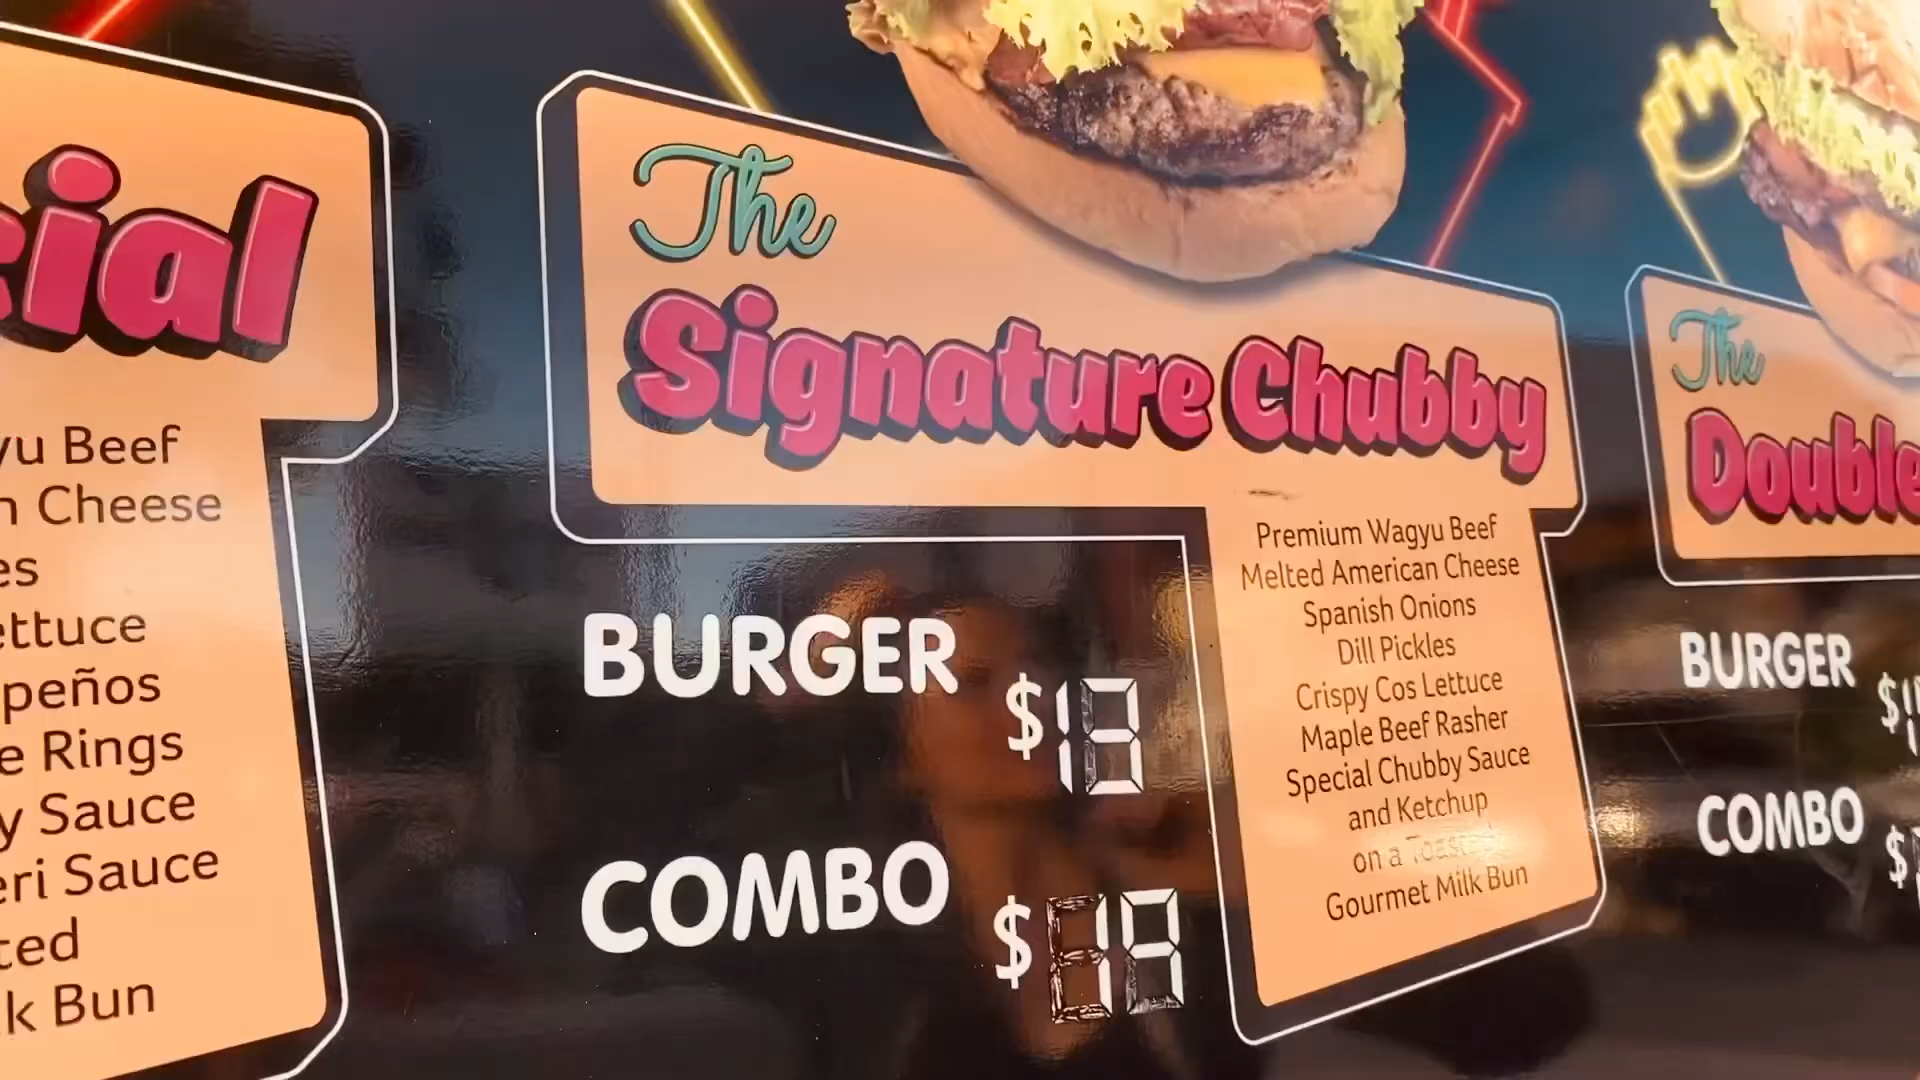 cial
yu Beef
n Cheese
es
ettuce
peños
e Rings
y Sauce
eri Sauce
ted
k Bun
The
Signature Chubby
BURGER
COMBO
Premium Wagyu Beef
Melted American Cheese
Spanish Onions
Dill Pickles
Crispy Cos Lettuce
Maple Beef Rasher
Special Chubby Sauce
and Ketchup
on a Toasted
Gourmet Milk Bun
The
Double
BURGER
COMBO